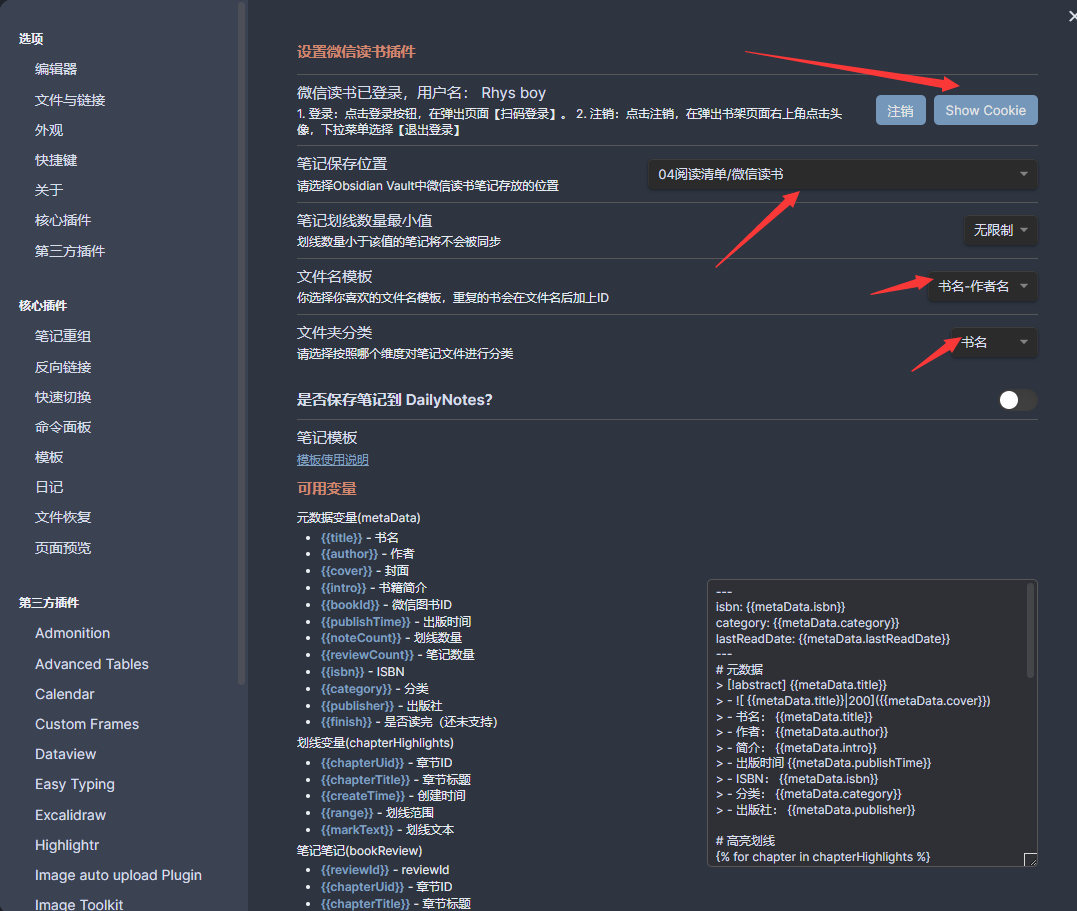 选项
编辑器
文件与链接
外观
快捷键
关于
核心插件
第三方插件
核心插件
笔记重组
反向链接
快速切换
命令面板
模板
日记
文件恢复
页面预览
第三方插件
Admonition
Advanced Tables
Calendar
Custom Frames
Dataview
Easy Typing
Excalidraw
Highlightr
Image auto upload Plugin
Image Toolkit
设置微信读书插件
微信读书已登录，用户名： Rhys boy
1. 登录：点击登录按钮，在弹出页面【扫码登录】。 2. 注销：点击注销，在弹出书架页面右上角点击头
像，下拉菜单选择【退出登录】
注销
Show Cookie
笔记保存位置
请选择Obsidian Vault中微信读书笔记存放的位置
04阅读清单/微信读书
笔记划线数量最小值
划线数量小于该值的笔记将不会被同步
无限制
文件名模板
你选择你喜欢的文件名模板，重复的书会在文件名后加上ID
书名-作者名
文件夹分类
请选择按照哪个维度对笔记文件进行分类
书名
是否保存笔记到 DailyNotes?
笔记模板
模板使用说明
可用变量
元数据变量(metaData)
{{title}} - 书名
{{author}} - 作者
{{cover}} - 封面
{{intro}} - 书籍简介
{{bookId}} - 微信图书ID
{{publishTime}} - 出版时间
{{noteCount}} - 划线数量
{{reviewCount}} - 笔记数量
{{isbn}} - ISBN
{{category}} - 分类
{{publisher}} - 出版社
{{finish}} - 是否读完（还未支持）
划线变量(chapterHighlights)
{{chapterUid}} - 章节ID
{{chapterTitle}} - 章节标题
{{createTime}} - 创建时间
{{range}} - 划线范围
{{markText}} - 划线文本
笔记笔记(bookReview)
{{reviewId}} - reviewId
{{chapterUid}} - 章节ID
{{chapterTitle}} - 章节标题
---
isbn: {{metaData.isbn}}
category: {{metaData.category}}
lastReadDate: {{metaData.lastReadDate}}
---
# 元数据
> [!abstract] {{metaData.title}}
> - ![ {{metaData.title}}|200]({{metaData.cover}})
> - 书名： {{metaData.title}}
> - 作者： {{metaData.author}}
> - 简介： {{metaData.intro}}
> - 出版时间 {{metaData.publishTime}}
> - ISBN： {{metaData.isbn}}
> - 分类： {{metaData.category}}
> - 出版社： {{metaData.publisher}}
# 高亮划线
{% for chapter in chapterHighlights %}